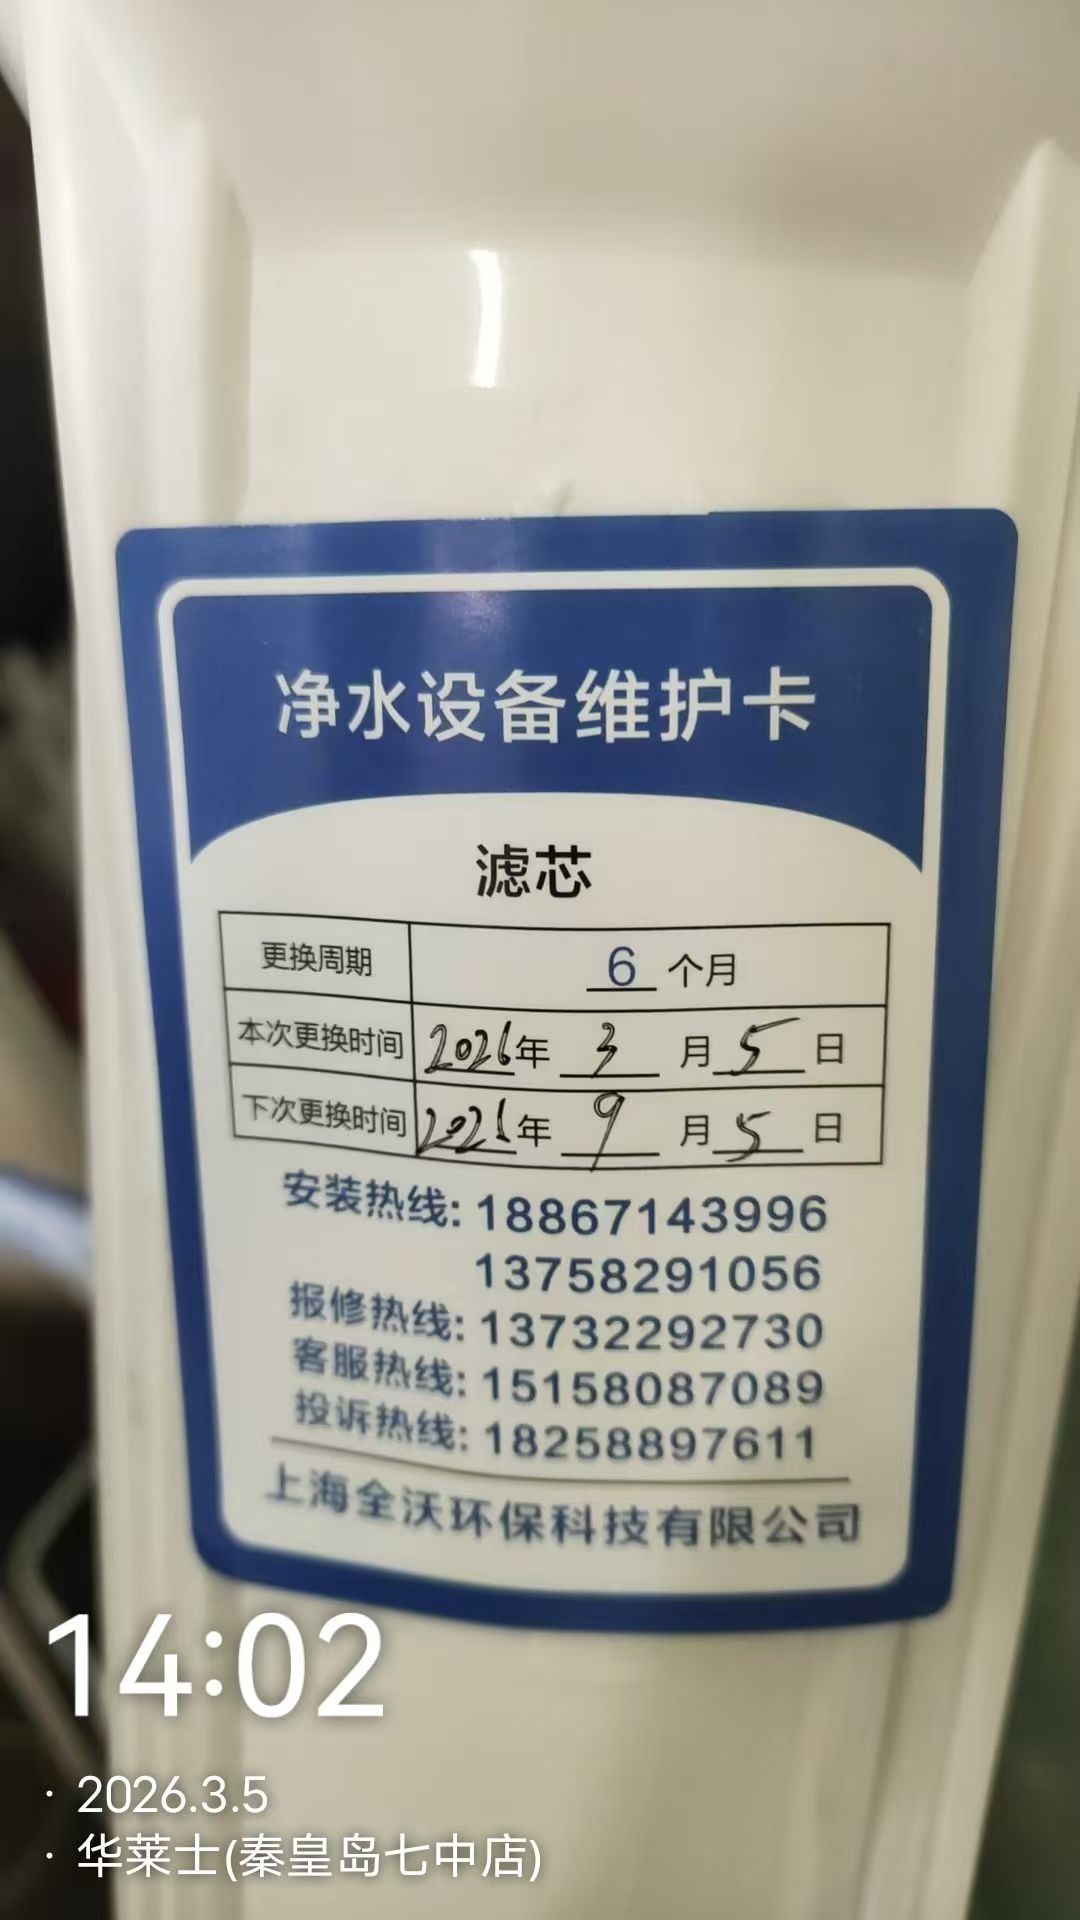 净水设备维护卡
滤芯
更换周期 6 个月
本次更换时间 2026年 3 月 5 日
下次更换时间 2026年 9 月 5 日
安装热线: 18867143996
13758291056
报修热线: 13732292730
客服热线: 15158087089
投诉热线: 18258897611
上海全沃环保科技有限公司
14:02
· 2026.3.5
· 华莱士(秦皇岛七中店)